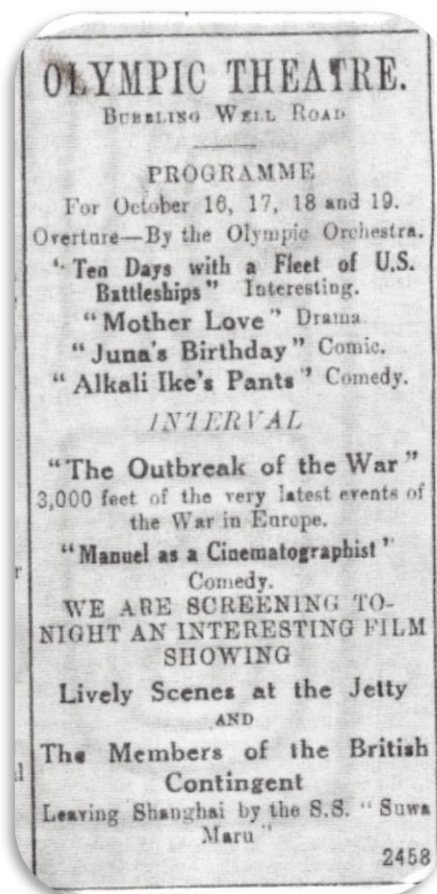 OLYMPIC THEATRE.
BUBBLING WELL ROAD
PROGRAMME
For October 16, 17, 18 and 19.
Overture—By the Olympic Orchestra.
"Ten Days with a Fleet of U.S.
Battleships" Interesting.
"Mother Love" Drama.
"Juna's Birthday" Comic.
"Alkali Ike's Pants" Comedy.
INTERVAL
"The Outbreak of the War"
3,000 feet of the very latest events of
the War in Europe.
"Manuel as a Cinematographist"
Comedy.
WE ARE SCREENING TO-
NIGHT AN INTERESTING FILM
SHOWING
Lively Scenes at the Jetty
AND
The Members of the British
Contingent
Leaving Shanghai by the S.S. "Suwa
Maru"
2458